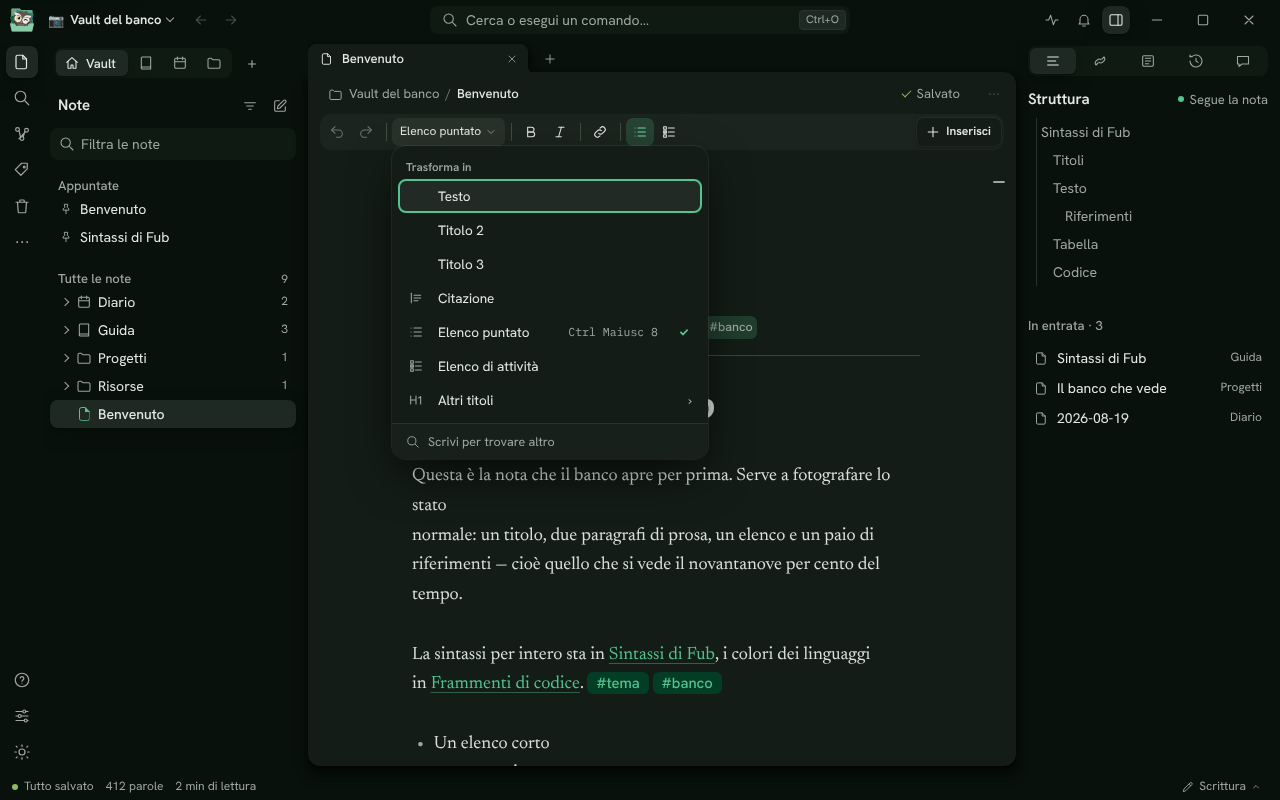 Vault del banco
Cerca o esegui un comando…
Ctrl+O
Vault
Note
Filtra le note
Appuntate
Benvenuto
Sintassi di Fub
Tutte le note 9
Diario 2
Guida 3
Progetti 1
Risorse 1
Benvenuto
Benvenuto
Vault del banco / Benvenuto
Salvato
Elenco puntato
B I
Inserisci
Trasforma in
Testo
Titolo 2
Titolo 3
Citazione
Elenco puntato Ctrl Maiusc 8
Elenco di attività
H1 Altri titoli
Scrivi per trovare altro
#banco
Questa è la nota che il banco apre per prima. Serve a fotografare lo
stato
normale: un titolo, due paragrafi di prosa, un elenco e un paio di
riferimenti — cioè quello che si vede il novantanove per cento del
tempo.
La sintassi per intero sta in Sintassi di Fub, i colori dei linguaggi
in Frammenti di codice. #tema #banco
• Un elenco corto
Struttura
Segue la nota
Sintassi di Fub
Titoli
Testo
Riferimenti
Tabella
Codice
In entrata · 3
Sintassi di Fub Guida
Il banco che vede Progetti
2026-08-19 Diario
Tutto salvato 412 parole 2 min di lettura
Scrittura